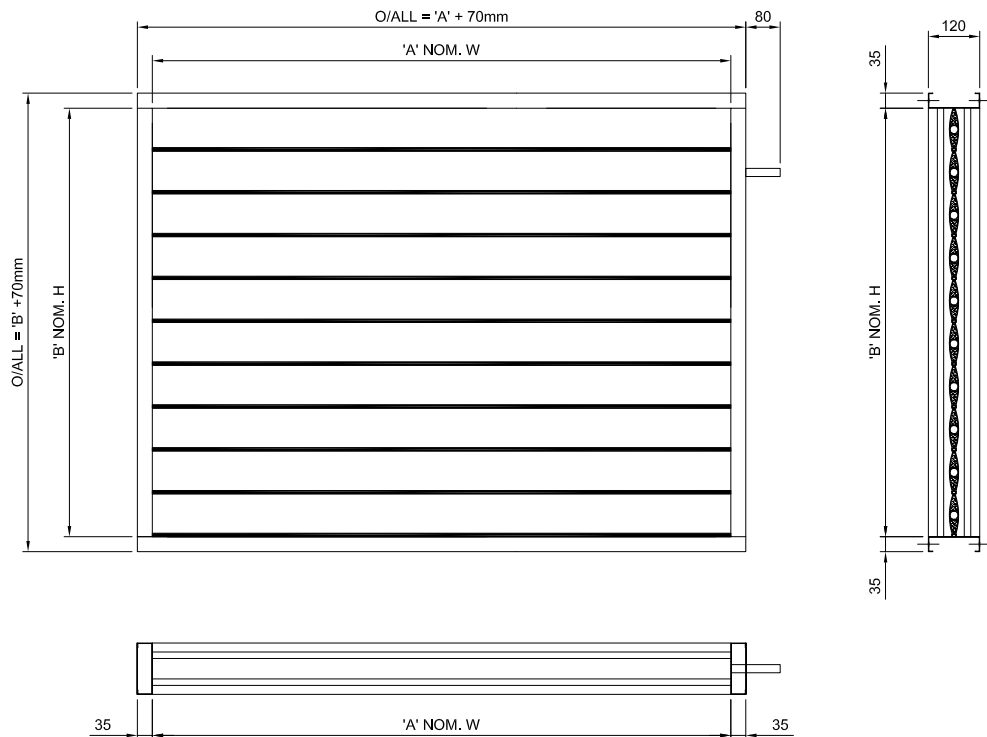 O/ALL = 'A' + 70mm
80
'A' NOM. W
120
35
O/ALL = 'B' +70mm
'B' NOM. H
'B' NOM. H
35
35
'A' NOM. W
35